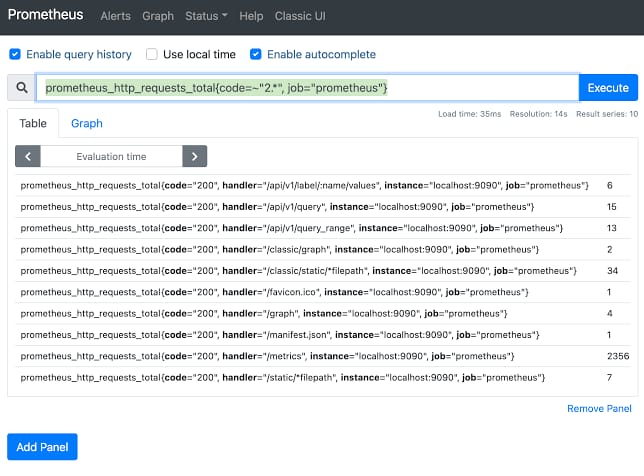 Prometheus Alerts Graph Status Help Classic UI
Enable query history Use local time Enable autocomplete
prometheus_http_requests_total{code=~"2.*", job="prometheus"} Execute
Load time: 35ms Resolution: 14s Result series: 10
Table Graph
Evaluation time
prometheus_http_requests_total{code="200", handler="/api/v1/label/:name/values", instance="localhost:9090", job="prometheus"} 6
prometheus_http_requests_total{code="200", handler="/api/v1/query", instance="localhost:9090", job="prometheus"} 15
prometheus_http_requests_total{code="200", handler="/api/v1/query_range", instance="localhost:9090", job="prometheus"} 13
prometheus_http_requests_total{code="200", handler="/classic/graph", instance="localhost:9090", job="prometheus"} 2
prometheus_http_requests_total{code="200", handler="/classic/static/*filepath", instance="localhost:9090", job="prometheus"} 34
prometheus_http_requests_total{code="200", handler="/favicon.ico", instance="localhost:9090", job="prometheus"} 1
prometheus_http_requests_total{code="200", handler="/graph", instance="localhost:9090", job="prometheus"} 4
prometheus_http_requests_total{code="200", handler="/manifest.json", instance="localhost:9090", job="prometheus"} 1
prometheus_http_requests_total{code="200", handler="/metrics", instance="localhost:9090", job="prometheus"} 2356
prometheus_http_requests_total{code="200", handler="/static/*filepath", instance="localhost:9090", job="prometheus"} 7
Remove Panel
Add Panel